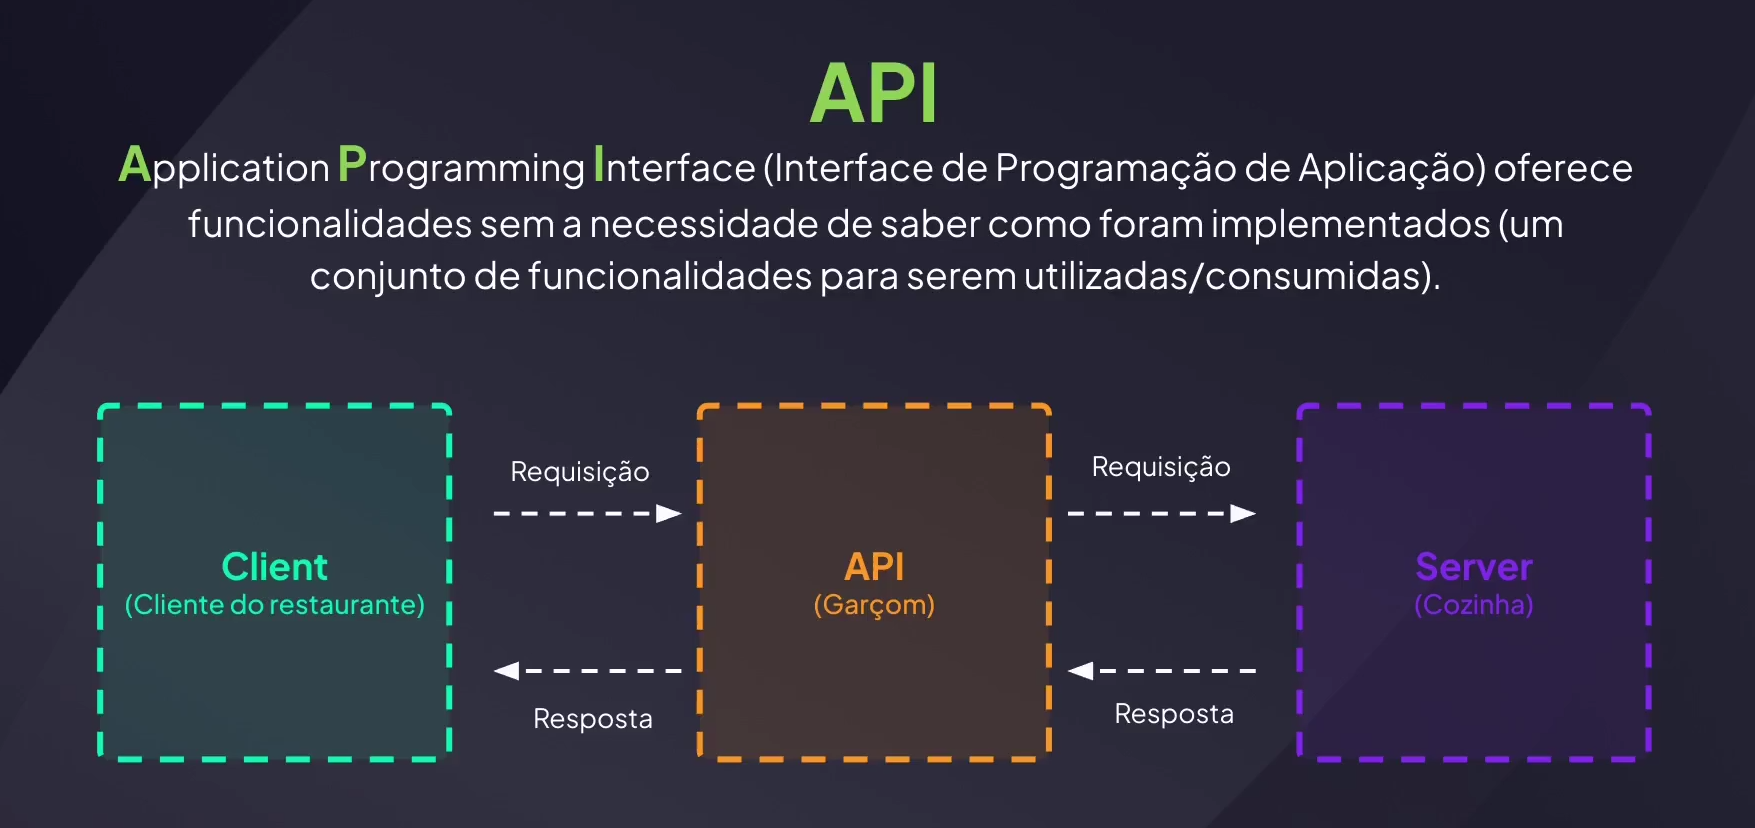 API
Application Programming Interface (Interface de Programação de Aplicação) oferece
funcionalidades sem a necessidade de saber como foram implementados (um
conjunto de funcionalidades para serem utilizadas/consumidas).
Requisição
Requisição
Client
(Cliente do restaurante)
API
(Garçom)
Server
(Cozinha)
Resposta
Resposta